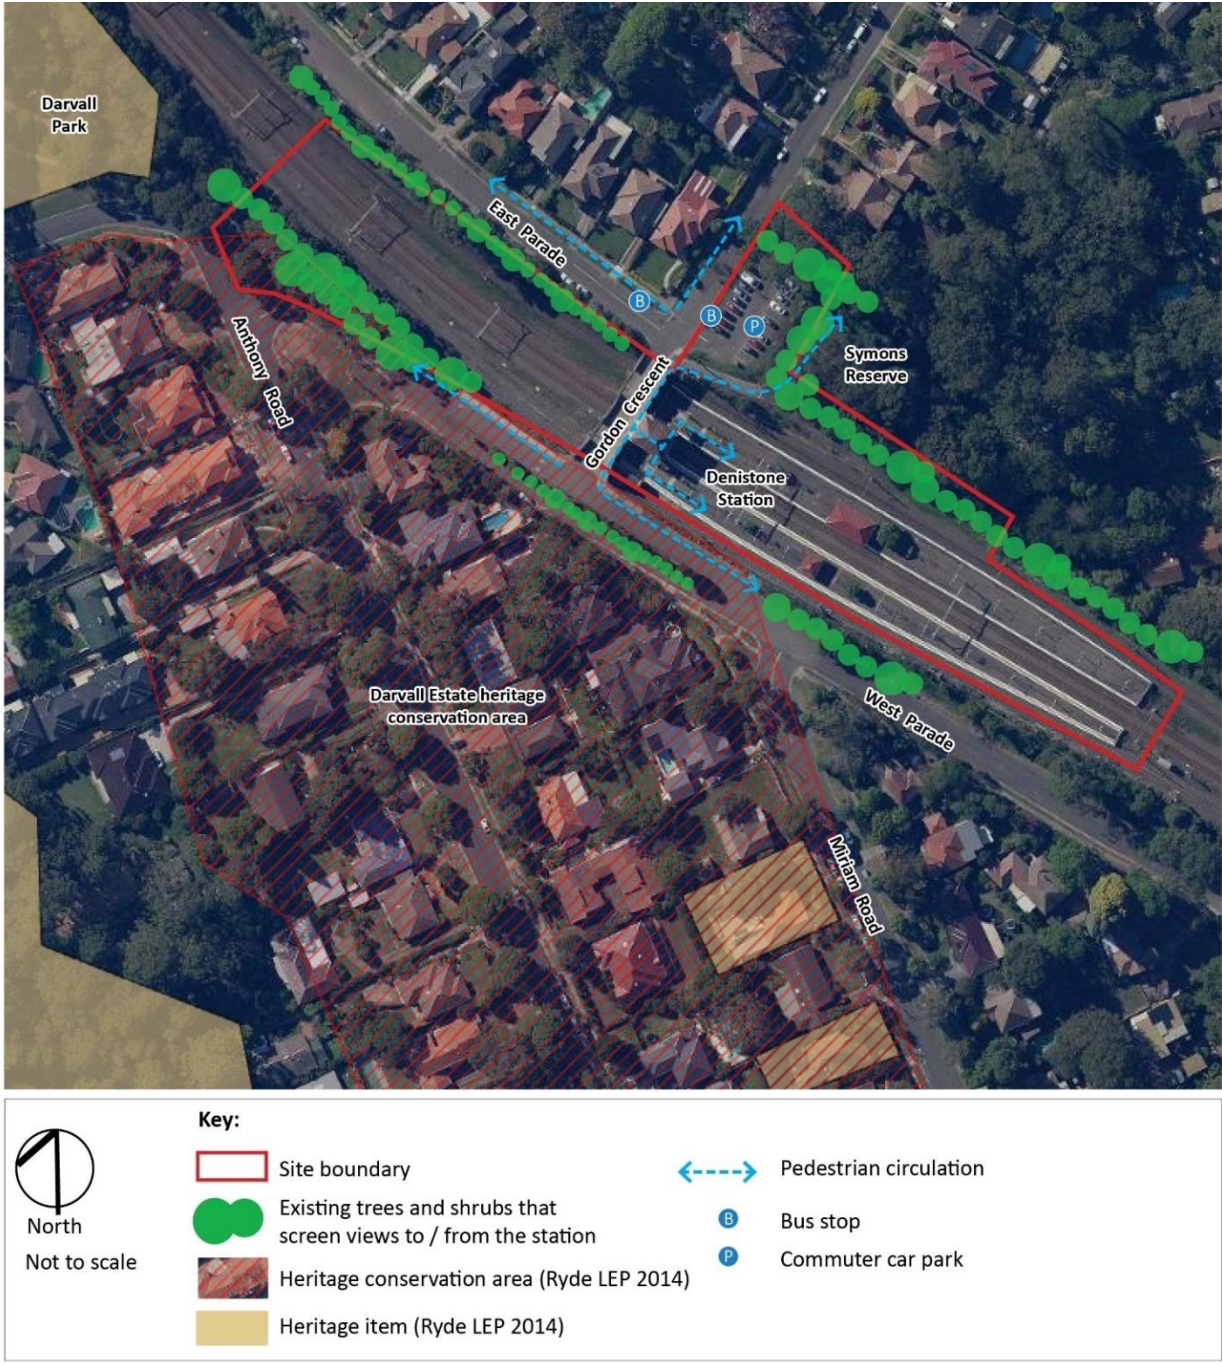 Darvall
Park
East Parade
B
B
P
Symons
Reserve
Anthony Road
Gordon Crescent
Denistone
Station
Darvall Estate heritage
conservation area
West Parade
Miriam Road
Key:
North
Not to scale
Site boundary
Existing trees and shrubs that
screen views to / from the station
Heritage conservation area (Ryde LEP 2014)
Heritage item (Ryde LEP 2014)
Pedestrian circulation
B
Bus stop
P
Commuter car park